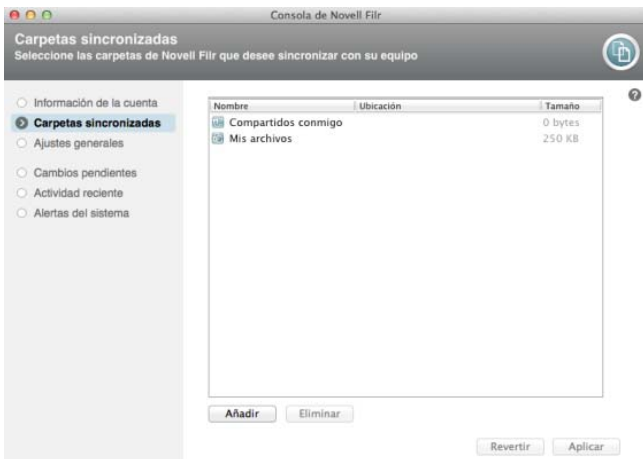 Consola de Novell Filr
Carpetas sincronizadas
Seleccione las carpetas de Novell Filr que desee sincronizar con su equipo
Información de la cuenta
Carpetas sincronizadas
Ajustes generales
Cambios pendientes
Actividad reciente
Alertas del sistema
Nombre Ubicación Tamaño
Compartidos conmigo 0 bytes
Mis archivos 250 KB
Añadir Eliminar
Revertir Aplicar